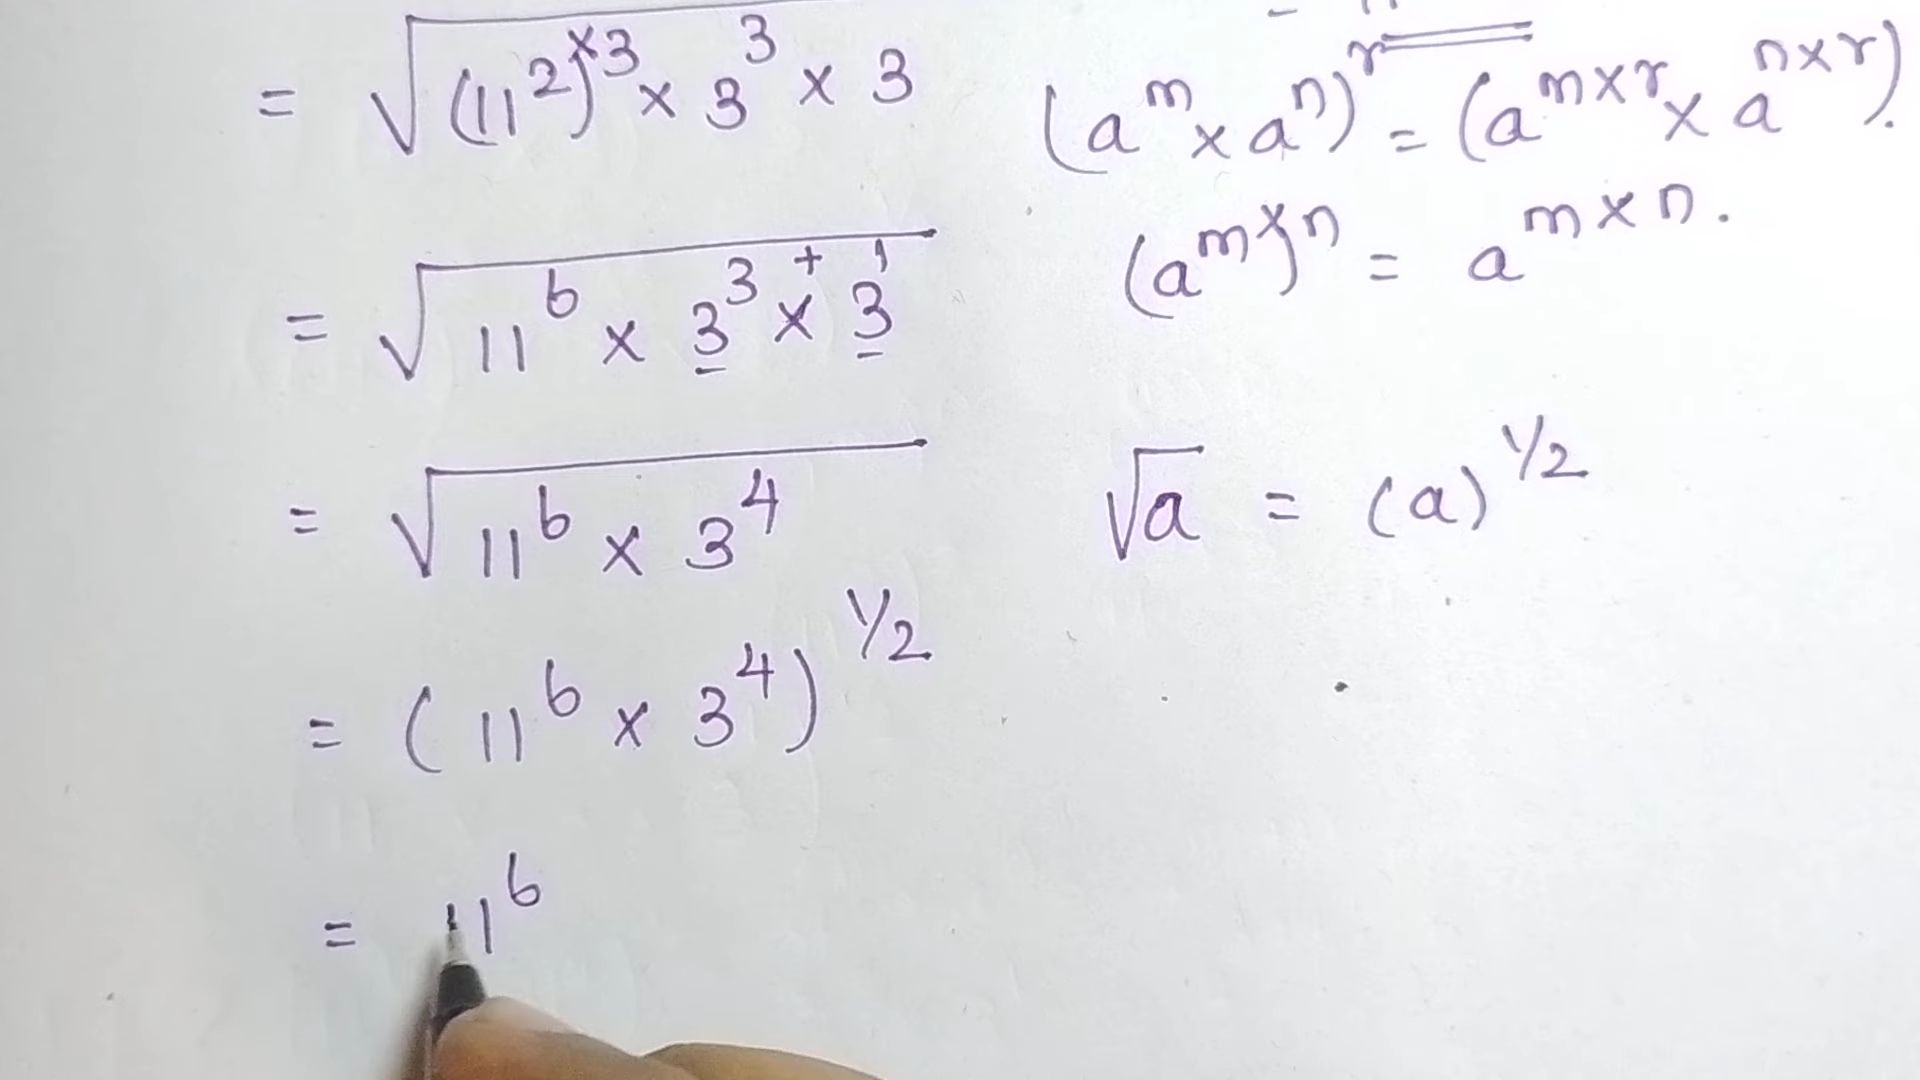 = √((11²)^×3 × 3³ × 3)
= √(11⁶ × 3³ ×⁺ 3¹)
= √(11⁶ × 3⁴)
= (11⁶ × 3⁴)^1/2
= 11⁶
(a^m × a^n)^r = (a^m×r × a^n×r).
(a^m)^×n = a^m×n.
√a = (a)^1/2